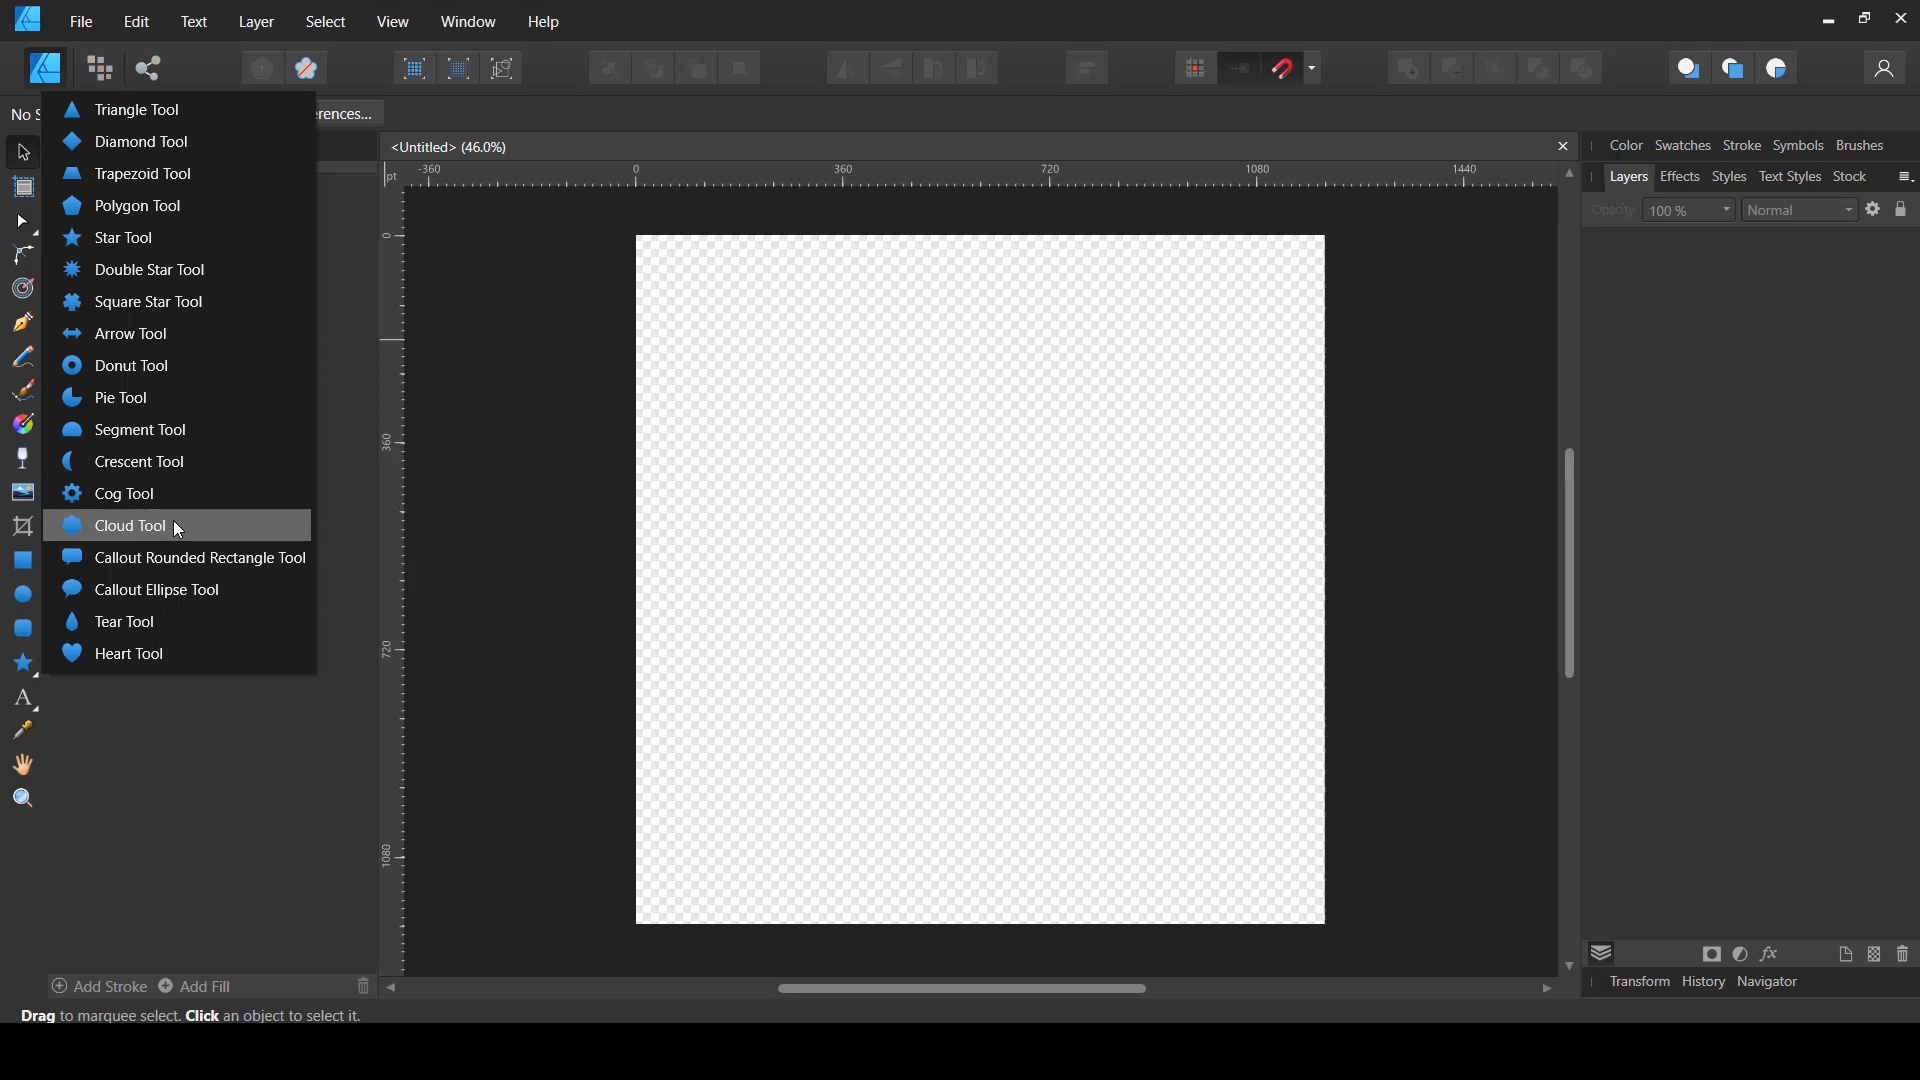 File Edit Text Layer Select View Window Help
No S
erences...
Triangle Tool
Diamond Tool
Trapezoid Tool
Polygon Tool
Star Tool
Double Star Tool
Square Star Tool
Arrow Tool
Donut Tool
Pie Tool
Segment Tool
Crescent Tool
Cog Tool
Cloud Tool
Callout Rounded Rectangle Tool
Callout Ellipse Tool
Tear Tool
Heart Tool
<Untitled> (46.0%)
pt -360 0 360 720 1080 1440
0
360
720
1080
Color Swatches Stroke Symbols Brushes
Layers Effects Styles Text Styles Stock
Opacity: 100 % Normal
fx
Transform History Navigator
Add Stroke Add Fill
Drag to marquee select. Click an object to select it.